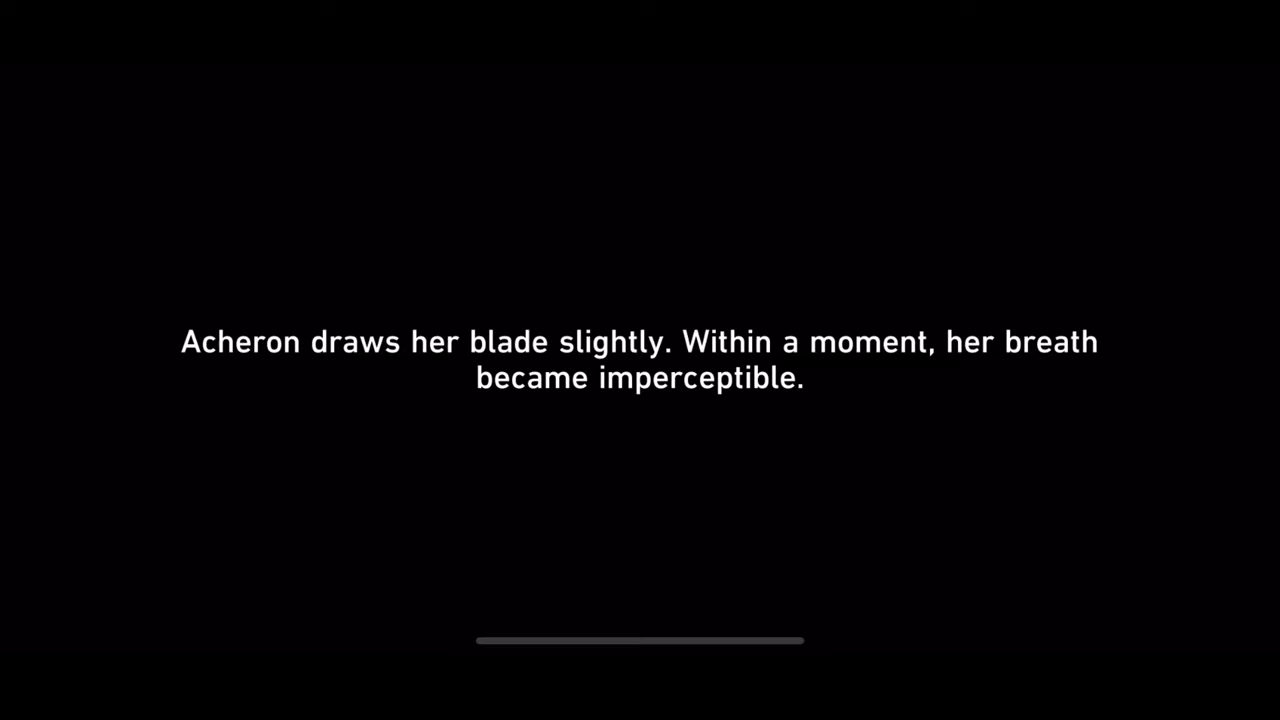 Acheron draws her blade slightly. Within a moment, her breath
became imperceptible.